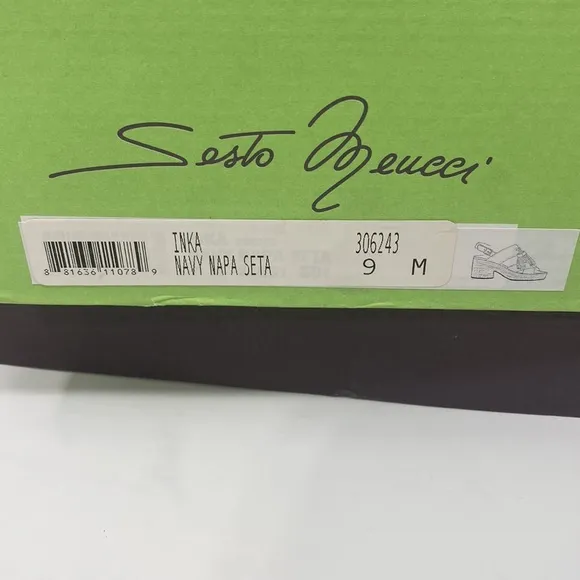 Sesto Meucci
INKA 306243
NAVY NAPA SETA 9 M
8 81636 11078 9